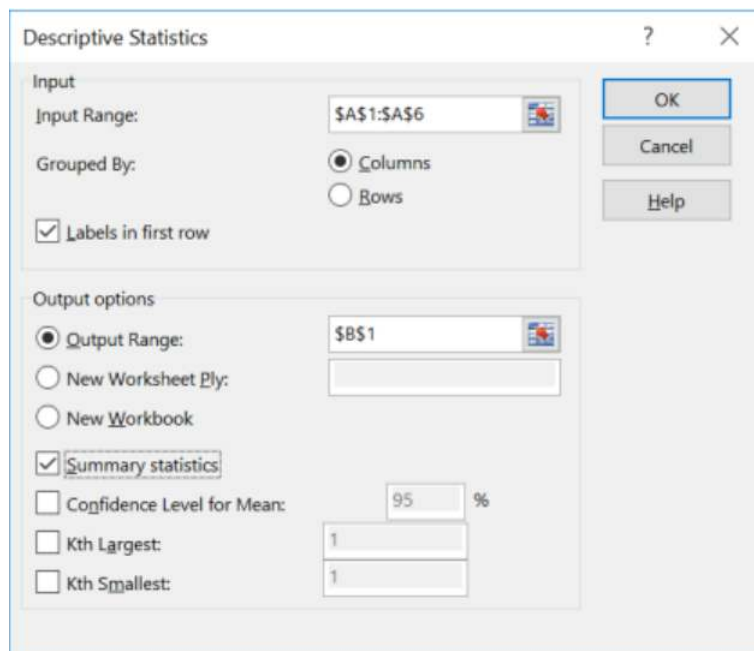 Descriptive Statistics
?
Input
Input Range:
$A$1:$A$6
Grouped By:
Columns
Rows
Labels in first row
OK
Cancel
Help
Output options
Output Range:
$B$1
New Worksheet Ply:
New Workbook
Summary statistics
Confidence Level for Mean:
95
%
Kth Largest:
1
Kth Smallest:
1